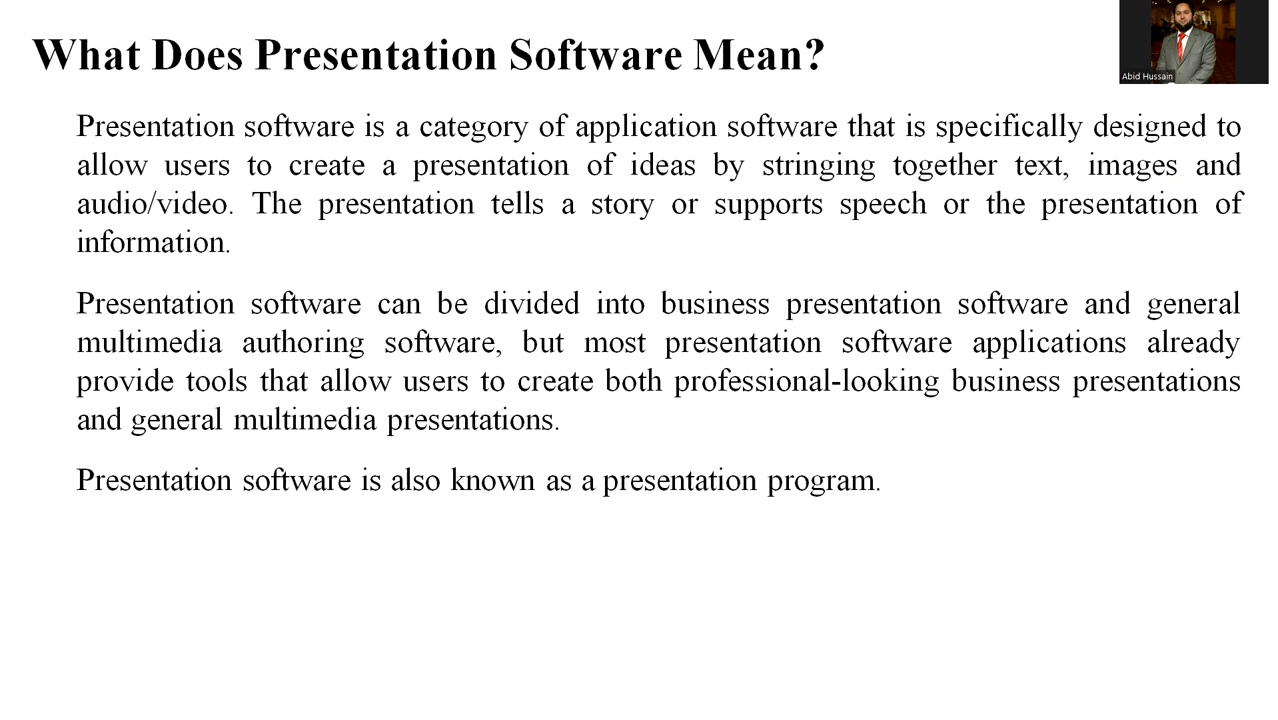 What Does Presentation Software Mean?
Abid Hussain
Presentation software is a category of application software that is specifically designed to
allow users to create a presentation of ideas by stringing together text, images and
audio/video. The presentation tells a story or supports speech or the presentation of
information.
Presentation software can be divided into business presentation software and general
multimedia authoring software, but most presentation software applications already
provide tools that allow users to create both professional-looking business presentations
and general multimedia presentations.
Presentation software is also known as a presentation program.